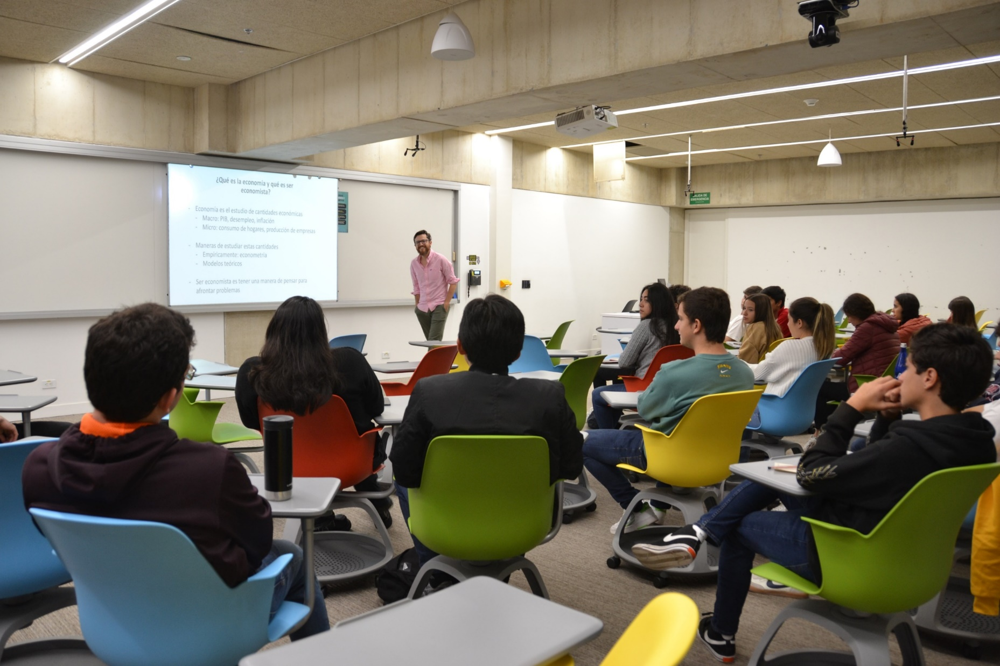 ¿Qué es la economía y qué es ser
economista?
- Economía es el estudio de cantidades económicas
- Macro: PIB, desempleo, inflación
- Micro: consumo de hogares, producción de empresas
- Maneras de estudiar estas cantidades
- Empíricamente: econometría
- Modelos teóricos
- Ser economista es tener una manera de pensar para
afrontar problemas
SALIDA DE
EMERGENCIA